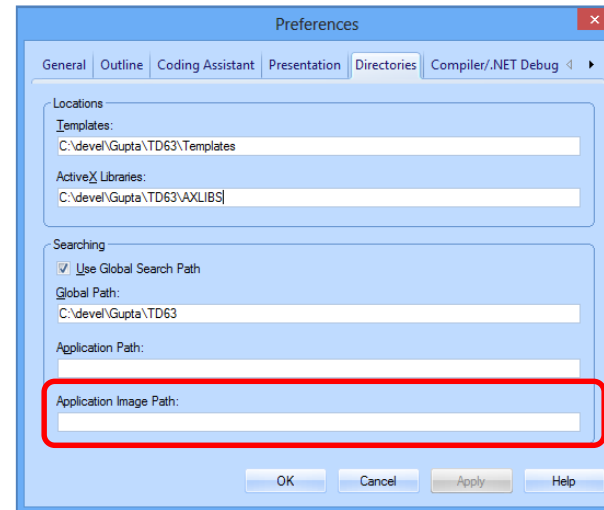 Preferences
General Outline Coding Assistant Presentation Directories Compiler/.NET Debug
Locations
Templates:
C:\devel\Gupta\TD63\Templates
ActiveX Libraries:
C:\devel\Gupta\TD63\AXLIBS
Searching
Use Global Search Path
Global Path:
C:\devel\Gupta\TD63
Application Path:
Application Image Path:
OK Cancel Apply Help